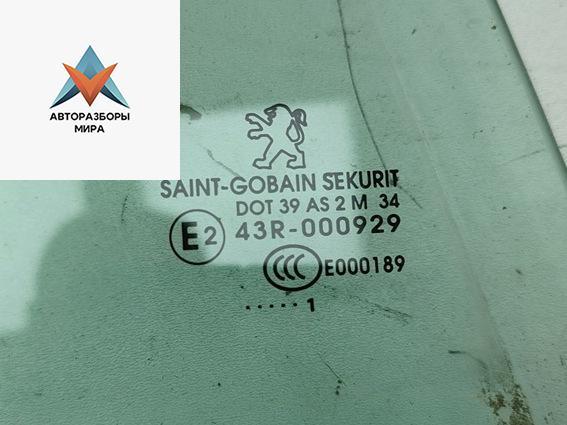 АВТОРАЗБОРЫ
МИРА
SAINT-GOBAIN SEKURIT
DOT 39 AS 2 M 34
E2 43R-000929
CCC E000189
..... 1